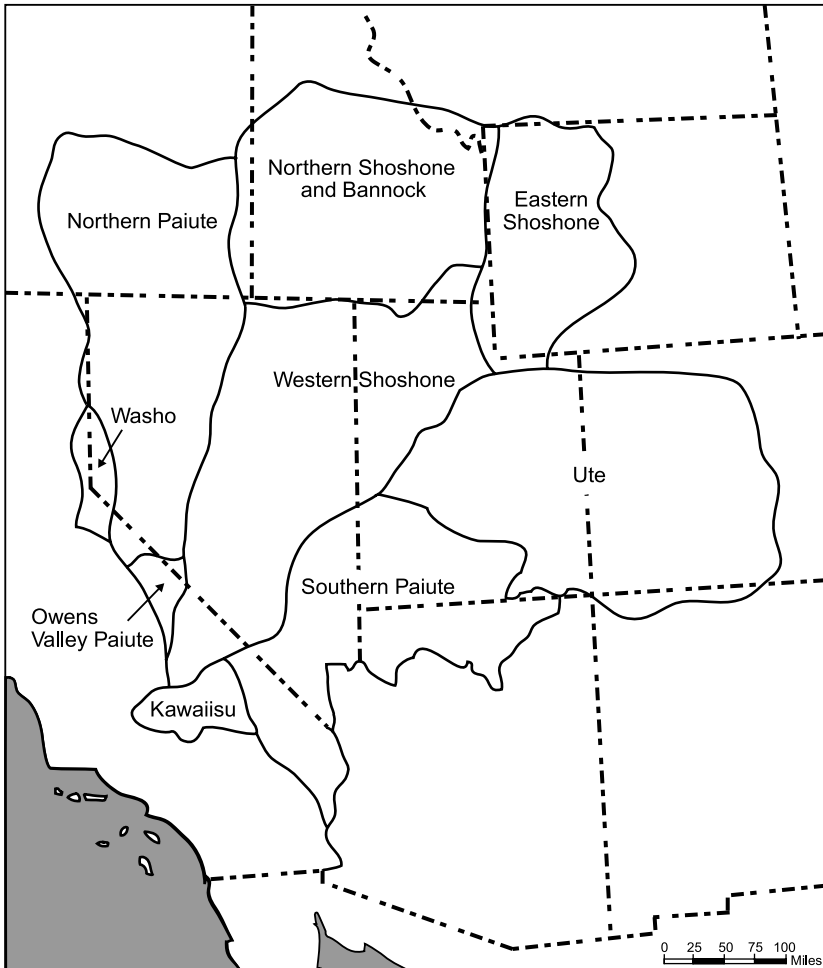 Northern Shoshone
and Bannock
Eastern
Shoshone
Northern Paiute
Western Shoshone
Washo
Ute
Southern Paiute
Owens
Valley Paiute
Kawaiisu
0 25 50 75 100
Miles